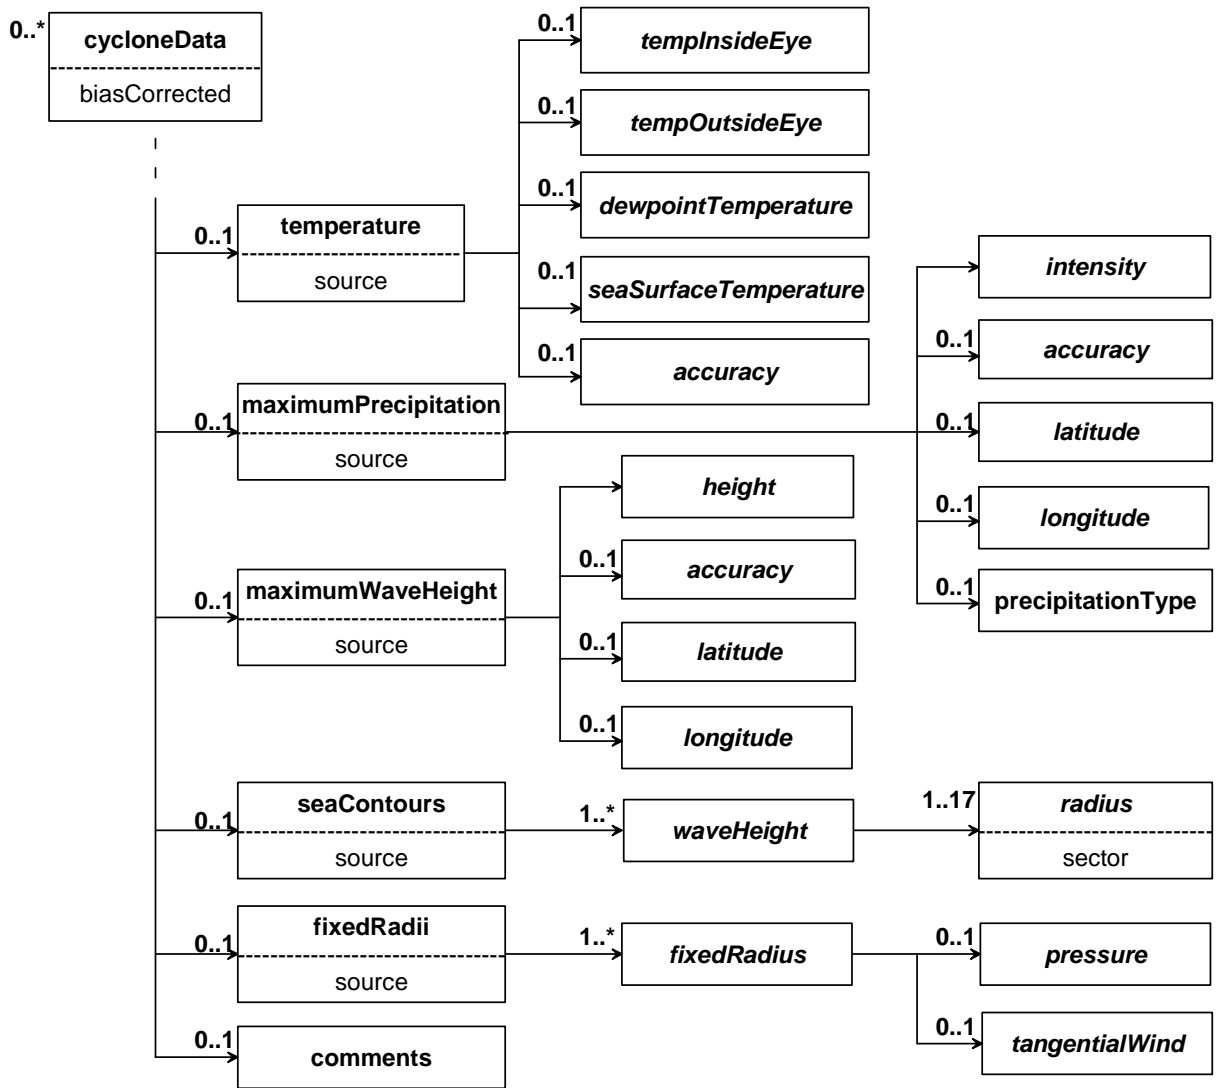 0..*
cycloneData
biasCorrected
0..1
tempInsideEye
0..1
tempOutsideEye
0..1
dewpointTemperature
0..1
temperature
source
0..1
seaSurfaceTemperature
0..1
accuracy
intensity
0..1
accuracy
0..1
maximumPrecipitation
source
0..1
latitude
0..1
longitude
0..1
precipitationType
height
0..1
accuracy
0..1
maximumWaveHeight
source
0..1
latitude
0..1
longitude
0..1
seaContours
source
1..*
waveHeight
1..17
radius
sector
0..1
fixedRadii
source
1..*
fixedRadius
0..1
pressure
0..1
tangentialWind
0..1
comments